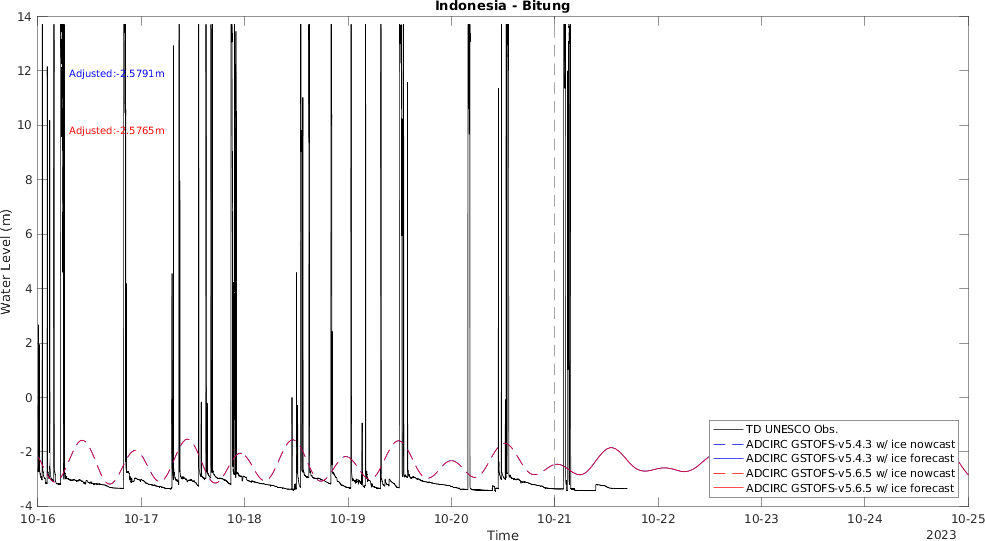 Indonesia - Bitung
Water Level (m)
14
12
10
8
6
4
2
0
-2
-4
Adjusted:-2.5791m
Adjusted:-2.5765m
TD UNESCO Obs.
ADCIRC GSTOFS-v5.4.3 w/ ice nowcast
ADCIRC GSTOFS-v5.4.3 w/ ice forecast
ADCIRC GSTOFS-v5.6.5 w/ ice nowcast
ADCIRC GSTOFS-v5.6.5 w/ ice forecast
10-16 10-17 10-18 10-19 10-20 10-21 10-22 10-23 10-24 10-25
Time
2023